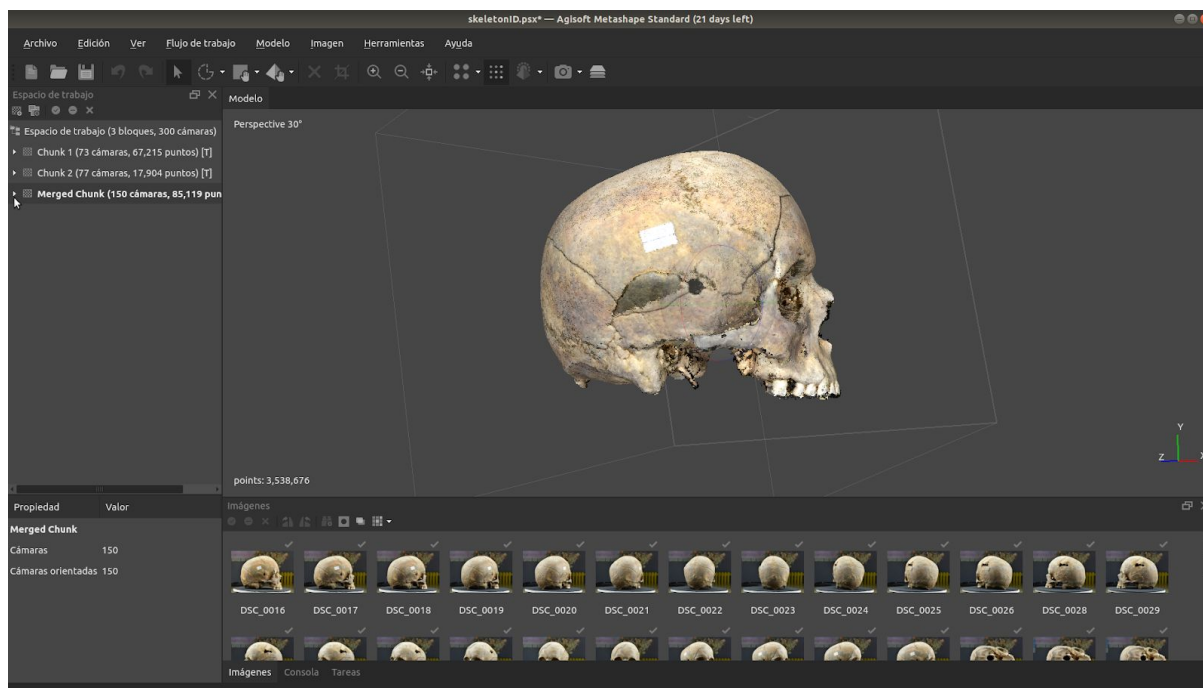 skeletonID.psx* — Agisoft Metashape Standard (21 days left)
Archivo Edición Ver Flujo de trabajo Modelo Imagen Herramientas Ayuda
Espacio de trabajo
Modelo
Espacio de trabajo (3 bloques, 300 cámaras)
Chunk 1 (73 cámaras, 67,215 puntos) [T]
Chunk 2 (77 cámaras, 17,904 puntos) [T]
Merged Chunk (150 cámaras, 85,119 pun
Perspective 30°
Y
Z X
points: 3,538,676
Propiedad Valor
Merged Chunk
Cámaras 150
Cámaras orientadas 150
Imágenes
DSC_0016 DSC_0017 DSC_0018 DSC_0019 DSC_0020 DSC_0021 DSC_0022 DSC_0023 DSC_0024 DSC_0025 DSC_0026 DSC_0028 DSC_0029
Imágenes Consola Tareas